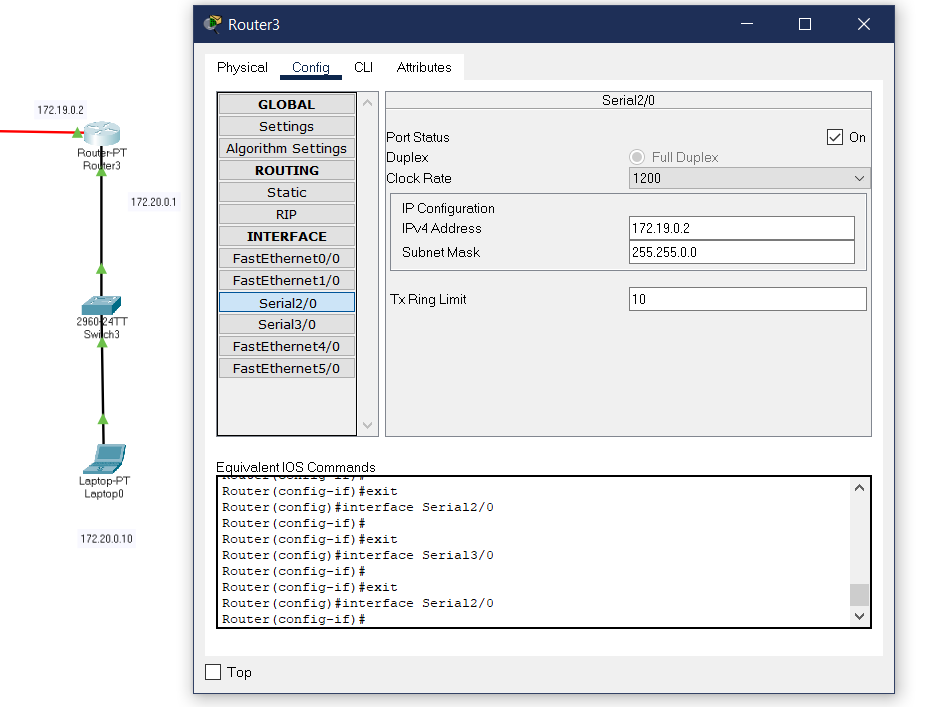 Router3
Physical
Config
CLI
Attributes
172.19.0.2
Router-PT
Router3
172.20.0.1
2960-24TT
Switch3
Laptop-PT
Laptop0
172.20.0.10
GLOBAL
Settings
Algorithm Settings
ROUTING
Static
RIP
INTERFACE
FastEthernet0/0
FastEthernet1/0
Serial2/0
Serial3/0
FastEthernet4/0
FastEthernet5/0
Serial2/0
Port Status
On
Duplex
Full Duplex
Clock Rate
1200
IP Configuration
IPv4 Address
172.19.0.2
Subnet Mask
255.255.0.0
Tx Ring Limit
10
Equivalent IOS Commands
Router(config-if)#
Router(config-if)#exit
Router(config)#interface Serial2/0
Router(config-if)#
Router(config-if)#exit
Router(config)#interface Serial3/0
Router(config-if)#
Router(config-if)#exit
Router(config)#interface Serial2/0
Router(config-if)#
Top